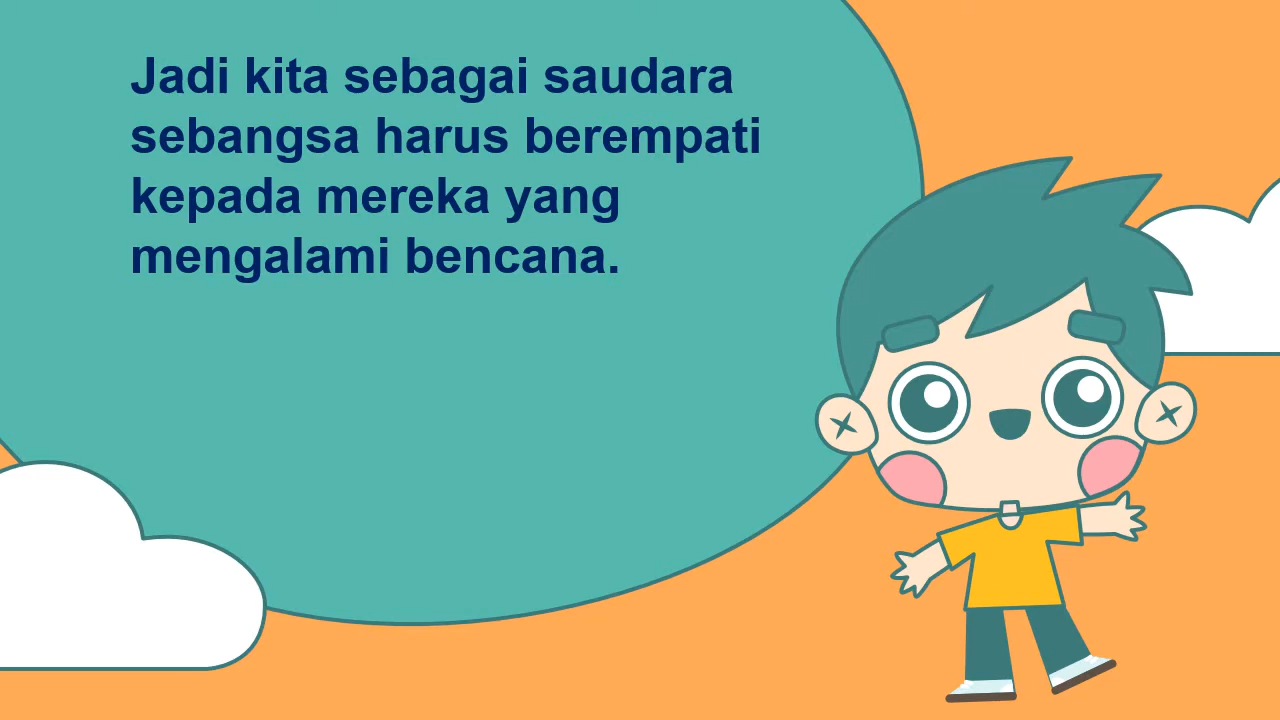 Jadi kita sebagai saudara
sebangsa harus berempati
kepada mereka yang
mengalami bencana.